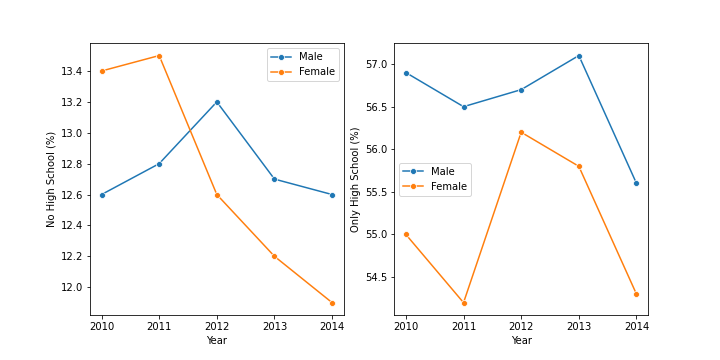 No High School (%)
13.4
13.2
13.0
12.8
12.6
12.4
12.2
12.0
Male
Female
2010 2011 2012 2013 2014
Year
Only High School (%)
57.0
56.5
56.0
55.5
55.0
54.5
Male
Female
2010 2011 2012 2013 2014
Year